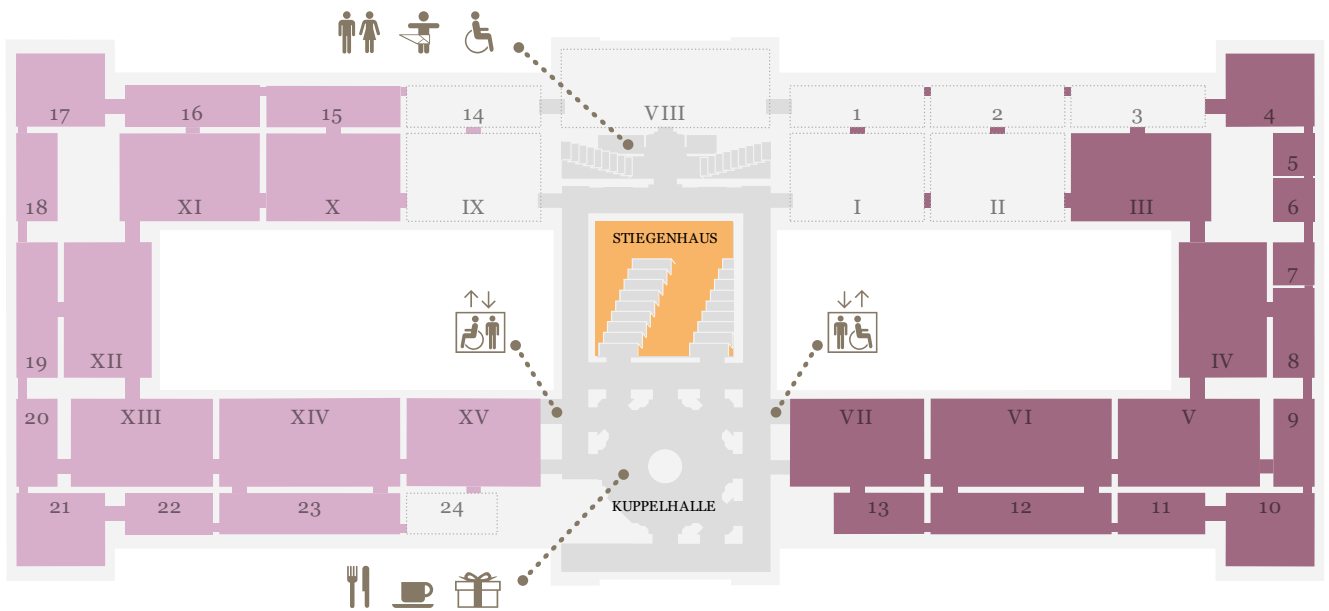 17 16 15 14 VIII 1 2 3 4
5
18 XI X IX I II III 6
STIEGENHAUS
7
19 XII IV 8
20 XIII XIV XV VII VI V 9
21 22 23 24 KUPPELHALLE 13 12 11 10